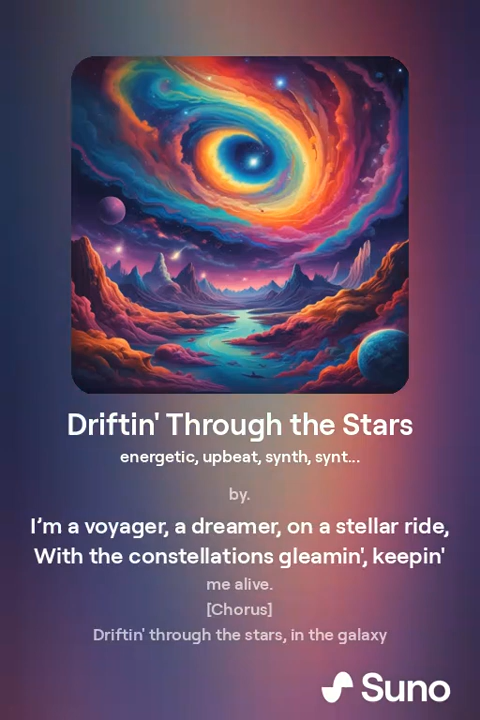 Driftin' Through the Stars
energetic, upbeat, synth, synt...
by.
I’m a voyager, a dreamer, on a stellar ride,
With the constellations gleamin', keepin'
me alive.
[Chorus]
Driftin' through the stars, in the galaxy
Suno